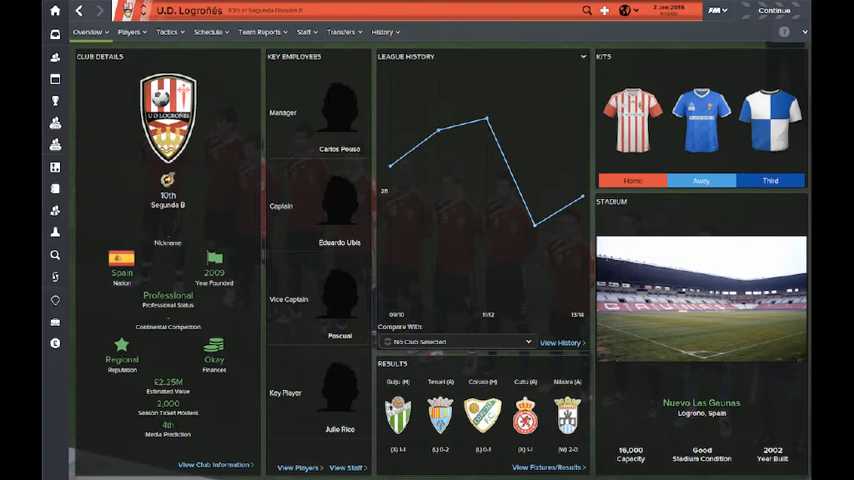 U.D. Logroñés
10th in Segunda División B
FM
2 Jan 2015
Continue
Overview
Players
Tactics
Schedule
Team Reports
Staff
Transfers
History
CLUB DETAILS
U D LOGROÑES
10th
Segunda B
Nickname
Spain
Nation
2009
Year Founded
Professional
Professional Status
-
Continental Competition
Regional
Reputation
Okay
Finances
£2.25M
Estimated Value
2,000
Season Ticket Holders
4th
Media Prediction
View Club Information >
KEY EMPLOYEES
Manager
Carlos Pouso
Captain
Eduardo Ubis
Vice Captain
Pascual
Key Player
Julio Rico
View Players >
View Staff >
LEAGUE HISTORY
2B
09/10
11/12
13/14
Compare With:
No Club Selected
View History >
RESULTS
Guiju (H)
Teruel (A)
Coruxo (H)
Cultu (A)
Náxara (A)
(X) 1-1
(L) 0-2
(L) 0-1
(X) 1-1
(W) 2-0
View Fixtures/Results >
KITS
Home
Away
Third
STADIUM
Nuevo Las Gaunas
Logroño, Spain
16,000
Capacity
Good
Stadium Condition
2002
Year Built